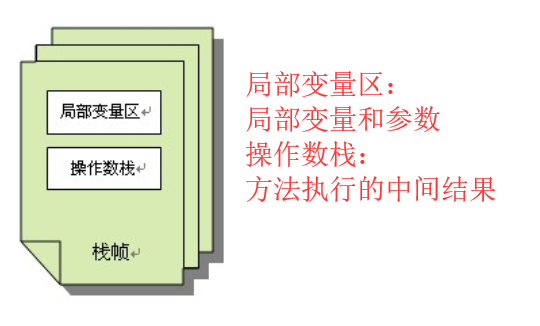 局部变量区
操作数栈
栈帧
局部变量区：
局部变量和参数
操作数栈：
方法执行的中间结果